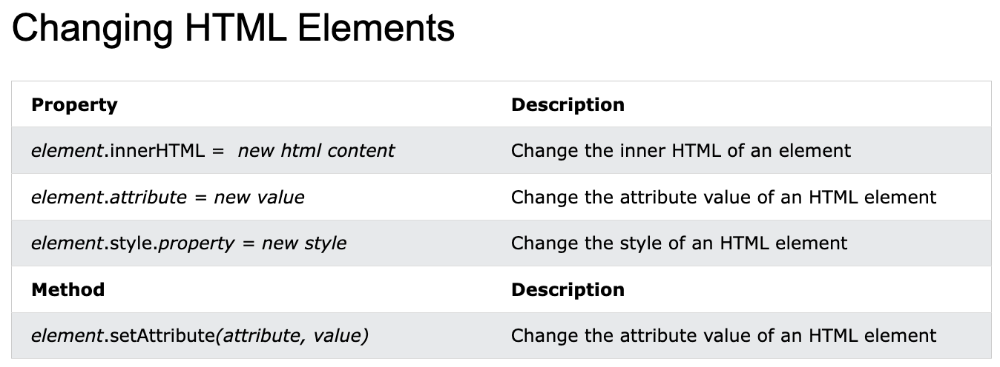 Changing HTML Elements
Property Description
element.innerHTML =  new html content Change the inner HTML of an element
element.attribute = new value Change the attribute value of an HTML element
element.style.property = new style Change the style of an HTML element
Method Description
element.setAttribute(attribute, value) Change the attribute value of an HTML element